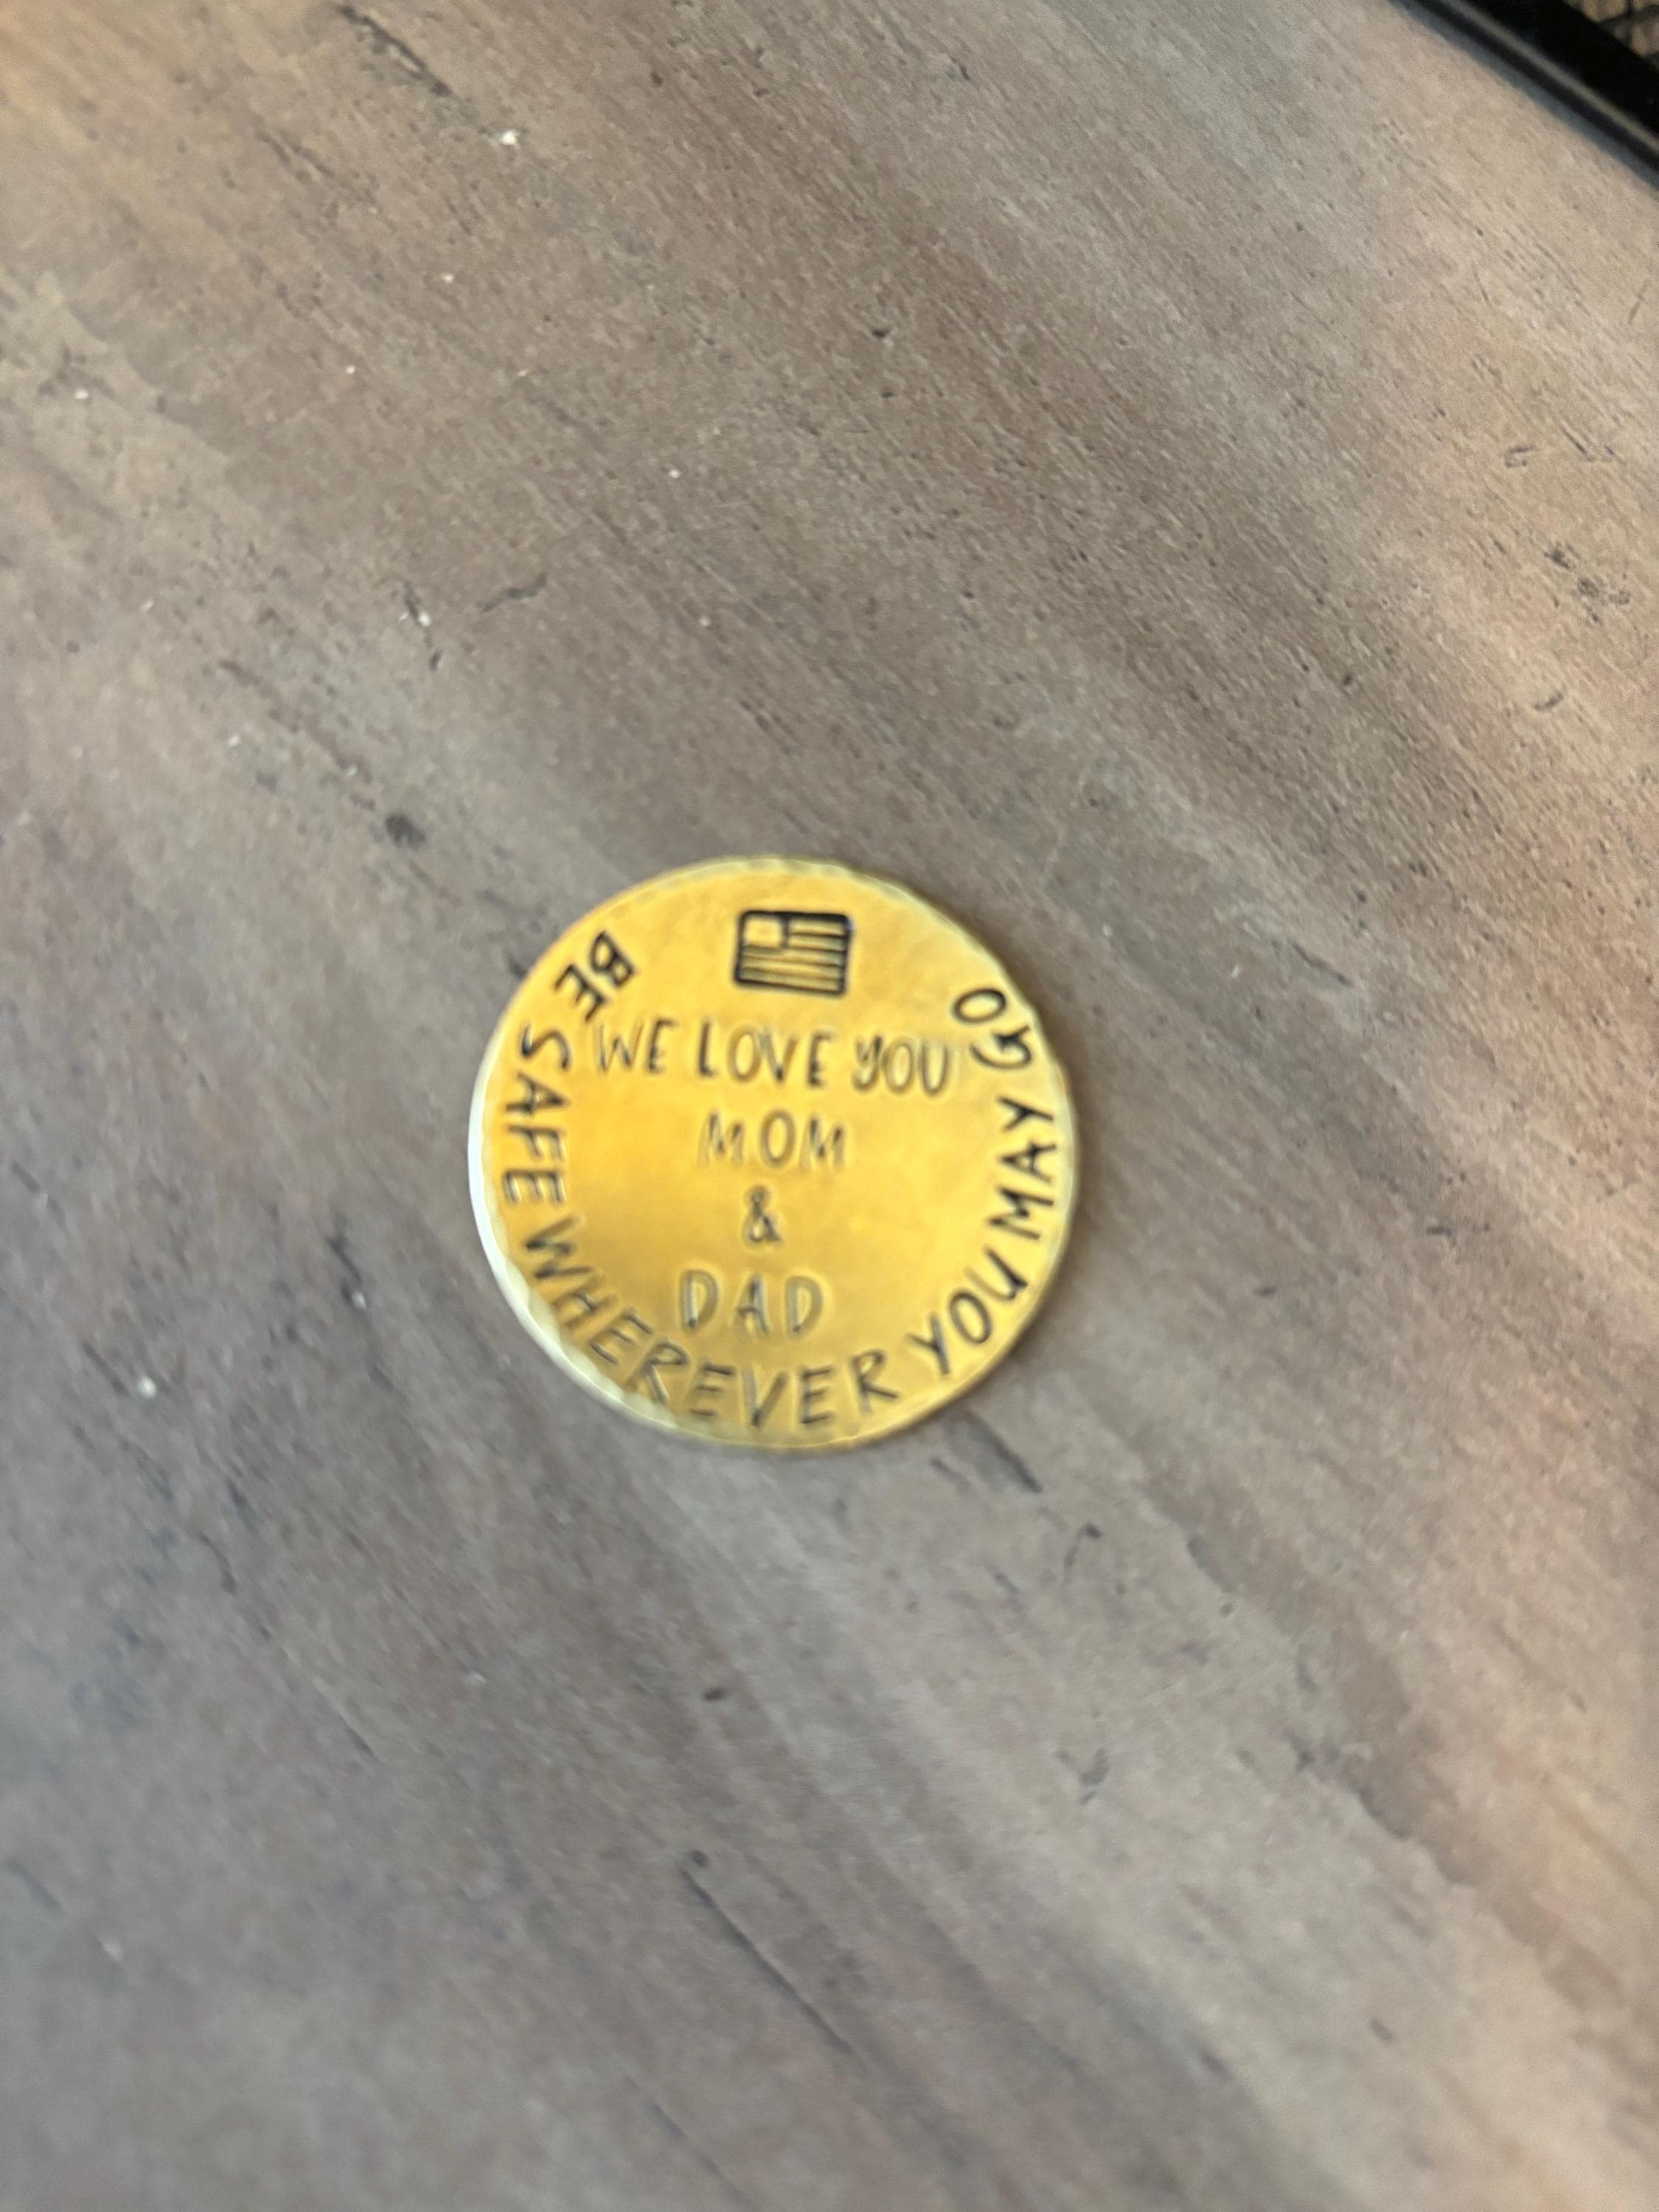 WE LOVE YOU
MOM
&
DAD
BE SAFE WHEREVER YOU MAY GO